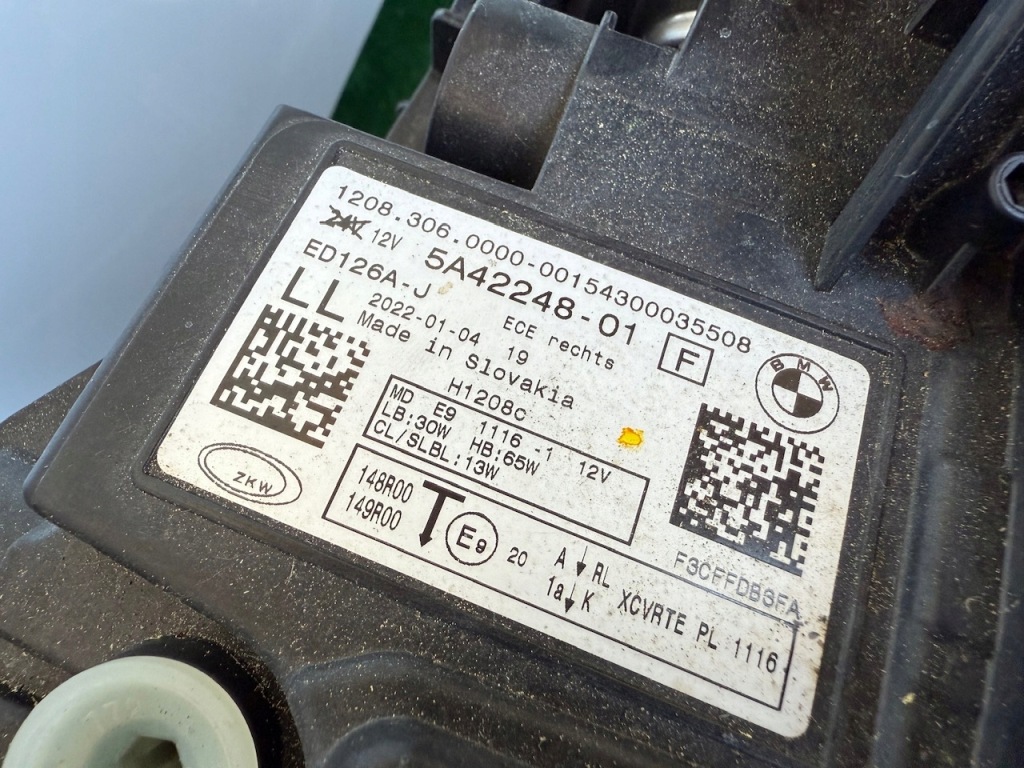 1208.306.0000-00154300035508
24V 12V 5A42248-01 F
ED126A-J ECE rechts
LL 2022-01-04 19
Made in Slovakia
H1208c
BMW
MD E9 1116 -1 12V
LB:30W HB:65W
CL/SLBL:13W
ZKW
148R00
149R00
T E9 20
A↓RL
1a↓K
XCVRTE PL 1116
F3CFFDB3FA